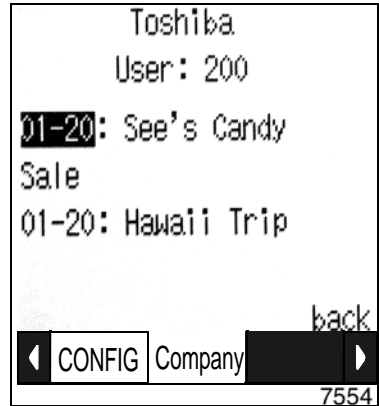 Toshiba
User: 200
01-20: See's Candy
Sale
01-20: Hawaii Trip
back
CONFIG Company
7554